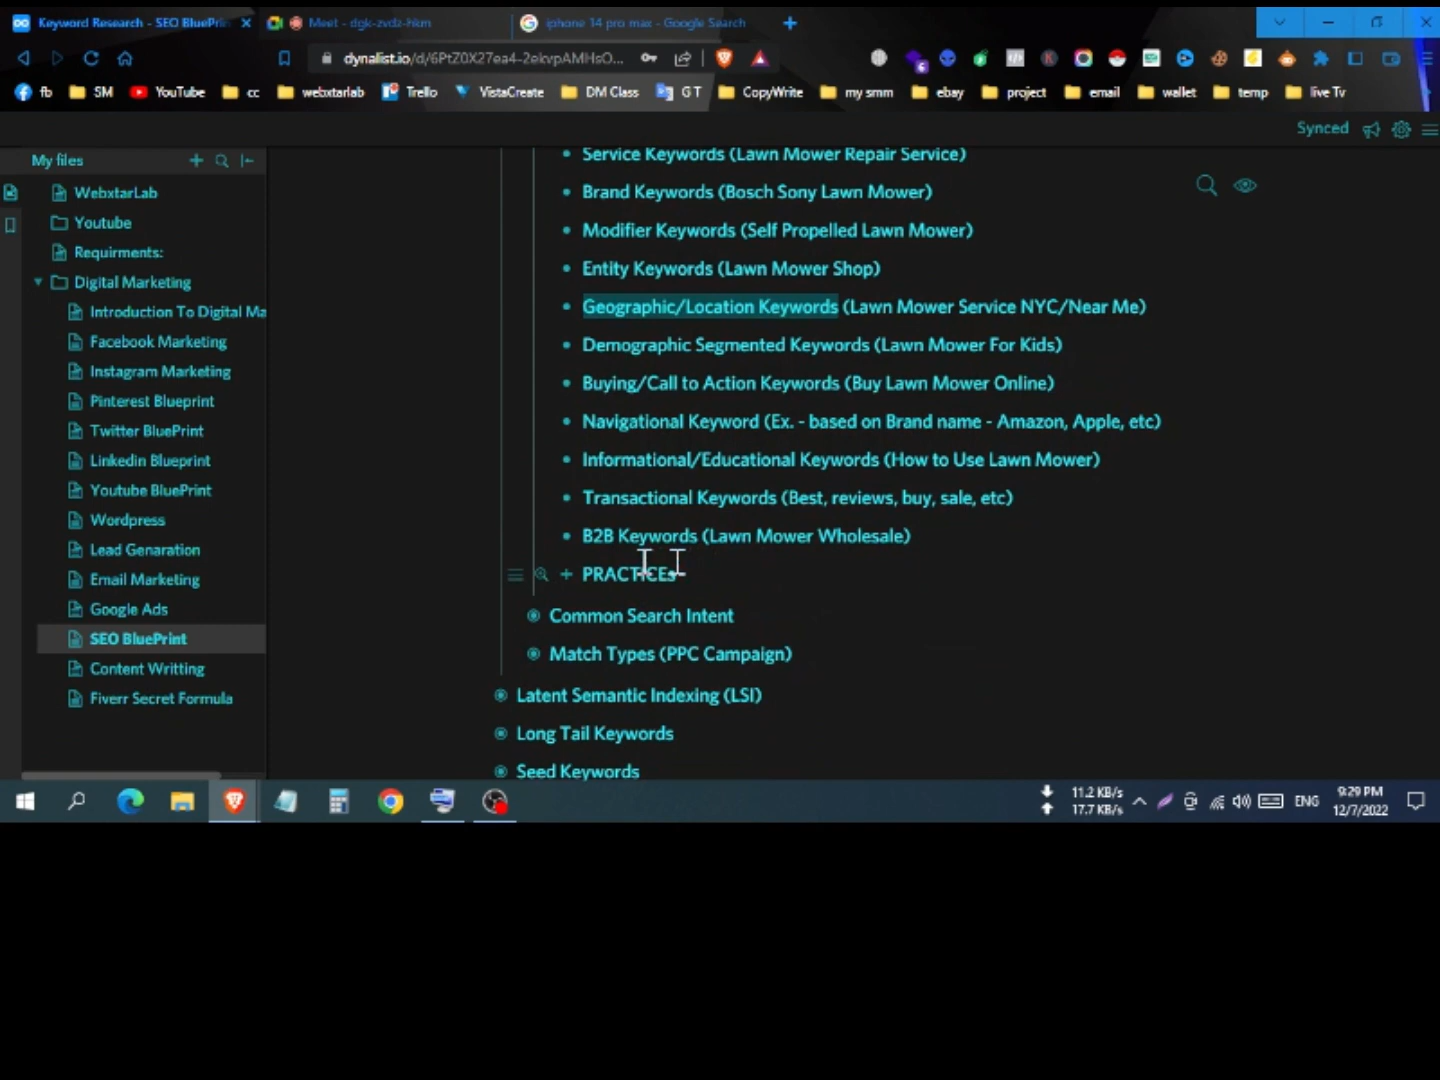 Keyword Research - SEO BluePrin
Meet - dgk-zvdz-hkm
iphone 14 pro max - Google Search
dynalist.io/d/6PtZ0X27ea4-2ekvpAMHsO...
fb
SM
YouTube
cc
webxtarlab
Trello
VistaCreate
DM Class
G T
CopyWrite
my smm
ebay
project
email
wallet
temp
live Tv
Synced
My files
WebxtarLab
Youtube
Requirments:
Digital Marketing
Introduction To Digital Ma
Facebook Marketing
Instagram Marketing
Pinterest Blueprint
Twitter BluePrint
Linkedin Blueprint
Youtube BluePrint
Wordpress
Lead Genaration
Email Marketing
Google Ads
SEO BluePrint
Content Writting
Fiverr Secret Formula
Service Keywords (Lawn Mower Repair Service)
Brand Keywords (Bosch Sony Lawn Mower)
Modifier Keywords (Self Propelled Lawn Mower)
Entity Keywords (Lawn Mower Shop)
Geographic/Location Keywords (Lawn Mower Service NYC/Near Me)
Demographic Segmented Keywords (Lawn Mower For Kids)
Buying/Call to Action Keywords (Buy Lawn Mower Online)
Navigational Keyword (Ex. - based on Brand name - Amazon, Apple, etc)
Informational/Educational Keywords (How to Use Lawn Mower)
Transactional Keywords (Best, reviews, buy, sale, etc)
B2B Keywords (Lawn Mower Wholesale)
PRACTICEs
Common Search Intent
Match Types (PPC Campaign)
Latent Semantic Indexing (LSI)
Long Tail Keywords
Seed Keywords
11.2 KB/s
17.7 KB/s
ENG
9:29 PM
12/7/2022